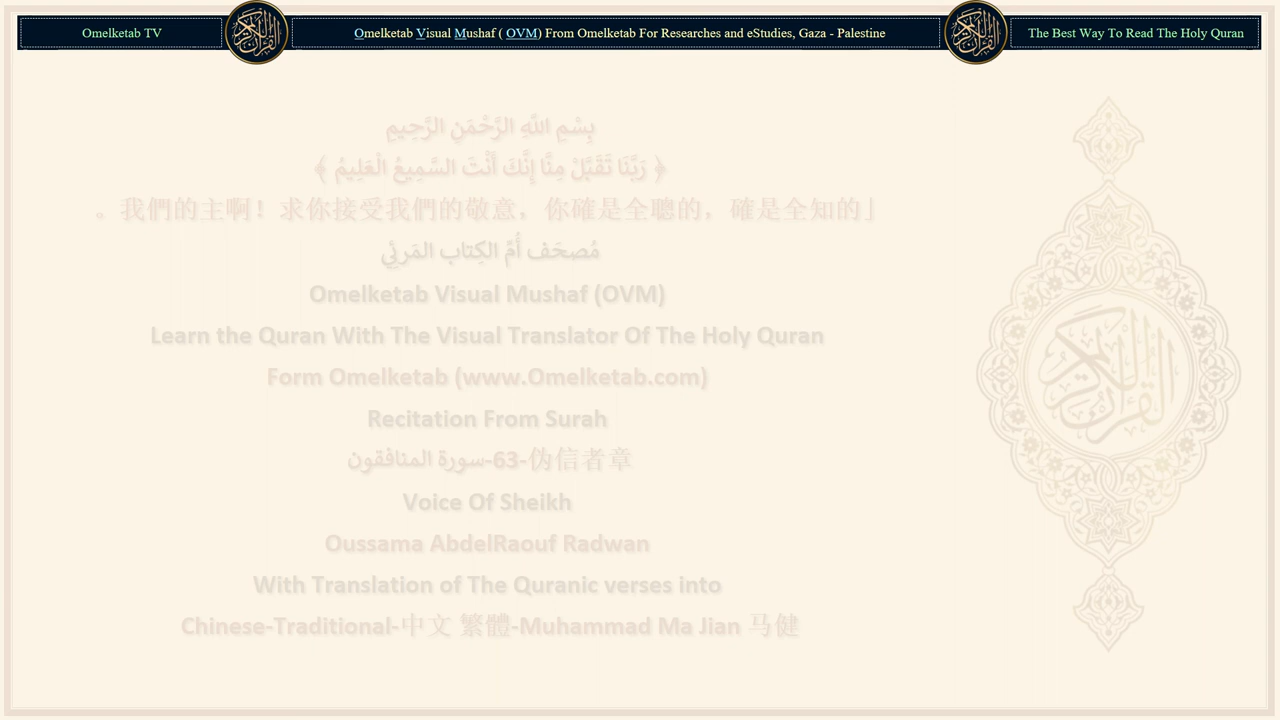 Omelketab TV
Omelketab Visual Mushaf ( OVM) From Omelketab For Researches and eStudies, Gaza - Palestine
The Best Way To Read The Holy Quran
بِسْمِ اللَّهِ الرَّحْمَنِ الرَّحِيمِ
﴿ رَبَّنَا تَقَبَّلْ مِنَّا إِنَّكَ أَنْتَ السَّمِيعُ الْعَلِيمُ ﴾
。我們的主啊！求你接受我們的敬意，你確是全聰的，確是全知的」
مُصحَف أُمّ الكِتاب المَرئي
Omelketab Visual Mushaf (OVM)
Learn the Quran With The Visual Translator Of The Holy Quran
Form Omelketab (www.Omelketab.com)
Recitation From Surah
سورة المنافقون-63-伪信者章
Voice Of Sheikh
Oussama AbdelRaouf Radwan
With Translation of The Quranic verses into
Chinese-Traditional-中文 繁體-Muhammad Ma Jian 马健
القرآن الكريم